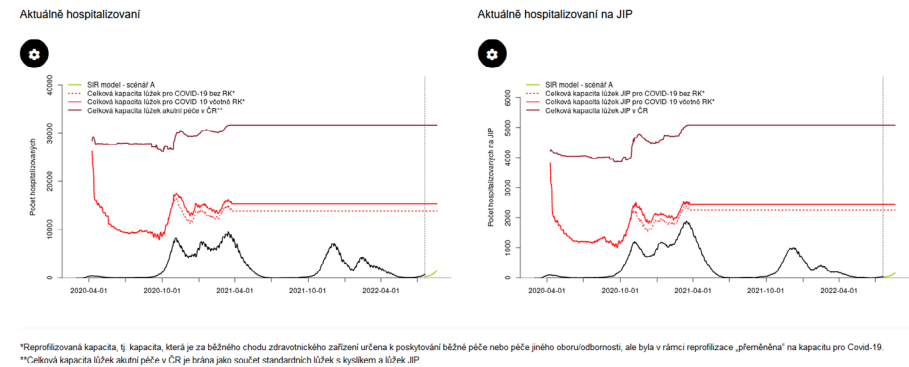 Aktuálně hospitalizovaní
Aktuálně hospitalizovaní na JIP
Počet hospitalizovaných
40000
30000
20000
10000
0
SIR model - scénář A
Celková kapacita lůžek pro COVID-19 bez RK*
Celková kapacita lůžek pro COVID-19 včetně RK*
Celková kapacita lůžek akutní péče v ČR**
2020-04-01
2020-10-01
2021-04-01
2021-10-01
2022-04-01
Počet hospitalizovaných na JIP
6000
5000
4000
3000
2000
1000
0
SIR model - scénář A
Celková kapacita lůžek JIP pro COVID-19 bez RK*
Celková kapacita lůžek JIP pro COVID-19 včetně RK*
Celková kapacita lůžek JIP v ČR
2020-04-01
2020-10-01
2021-04-01
2021-10-01
2022-04-01
*Reprofilizovaná kapacita, tj. kapacita, která je za běžného chodu zdravotnického zařízení určena k poskytování běžné péče nebo péče jiného oboru/odbornosti, ale byla v rámci reprofilizace „přeměněna“ na kapacitu pro Covid-19.
**Celková kapacita lůžek akutní péče v ČR je brána jako součet standardních lůžek s kyslíkem a lůžek JIP